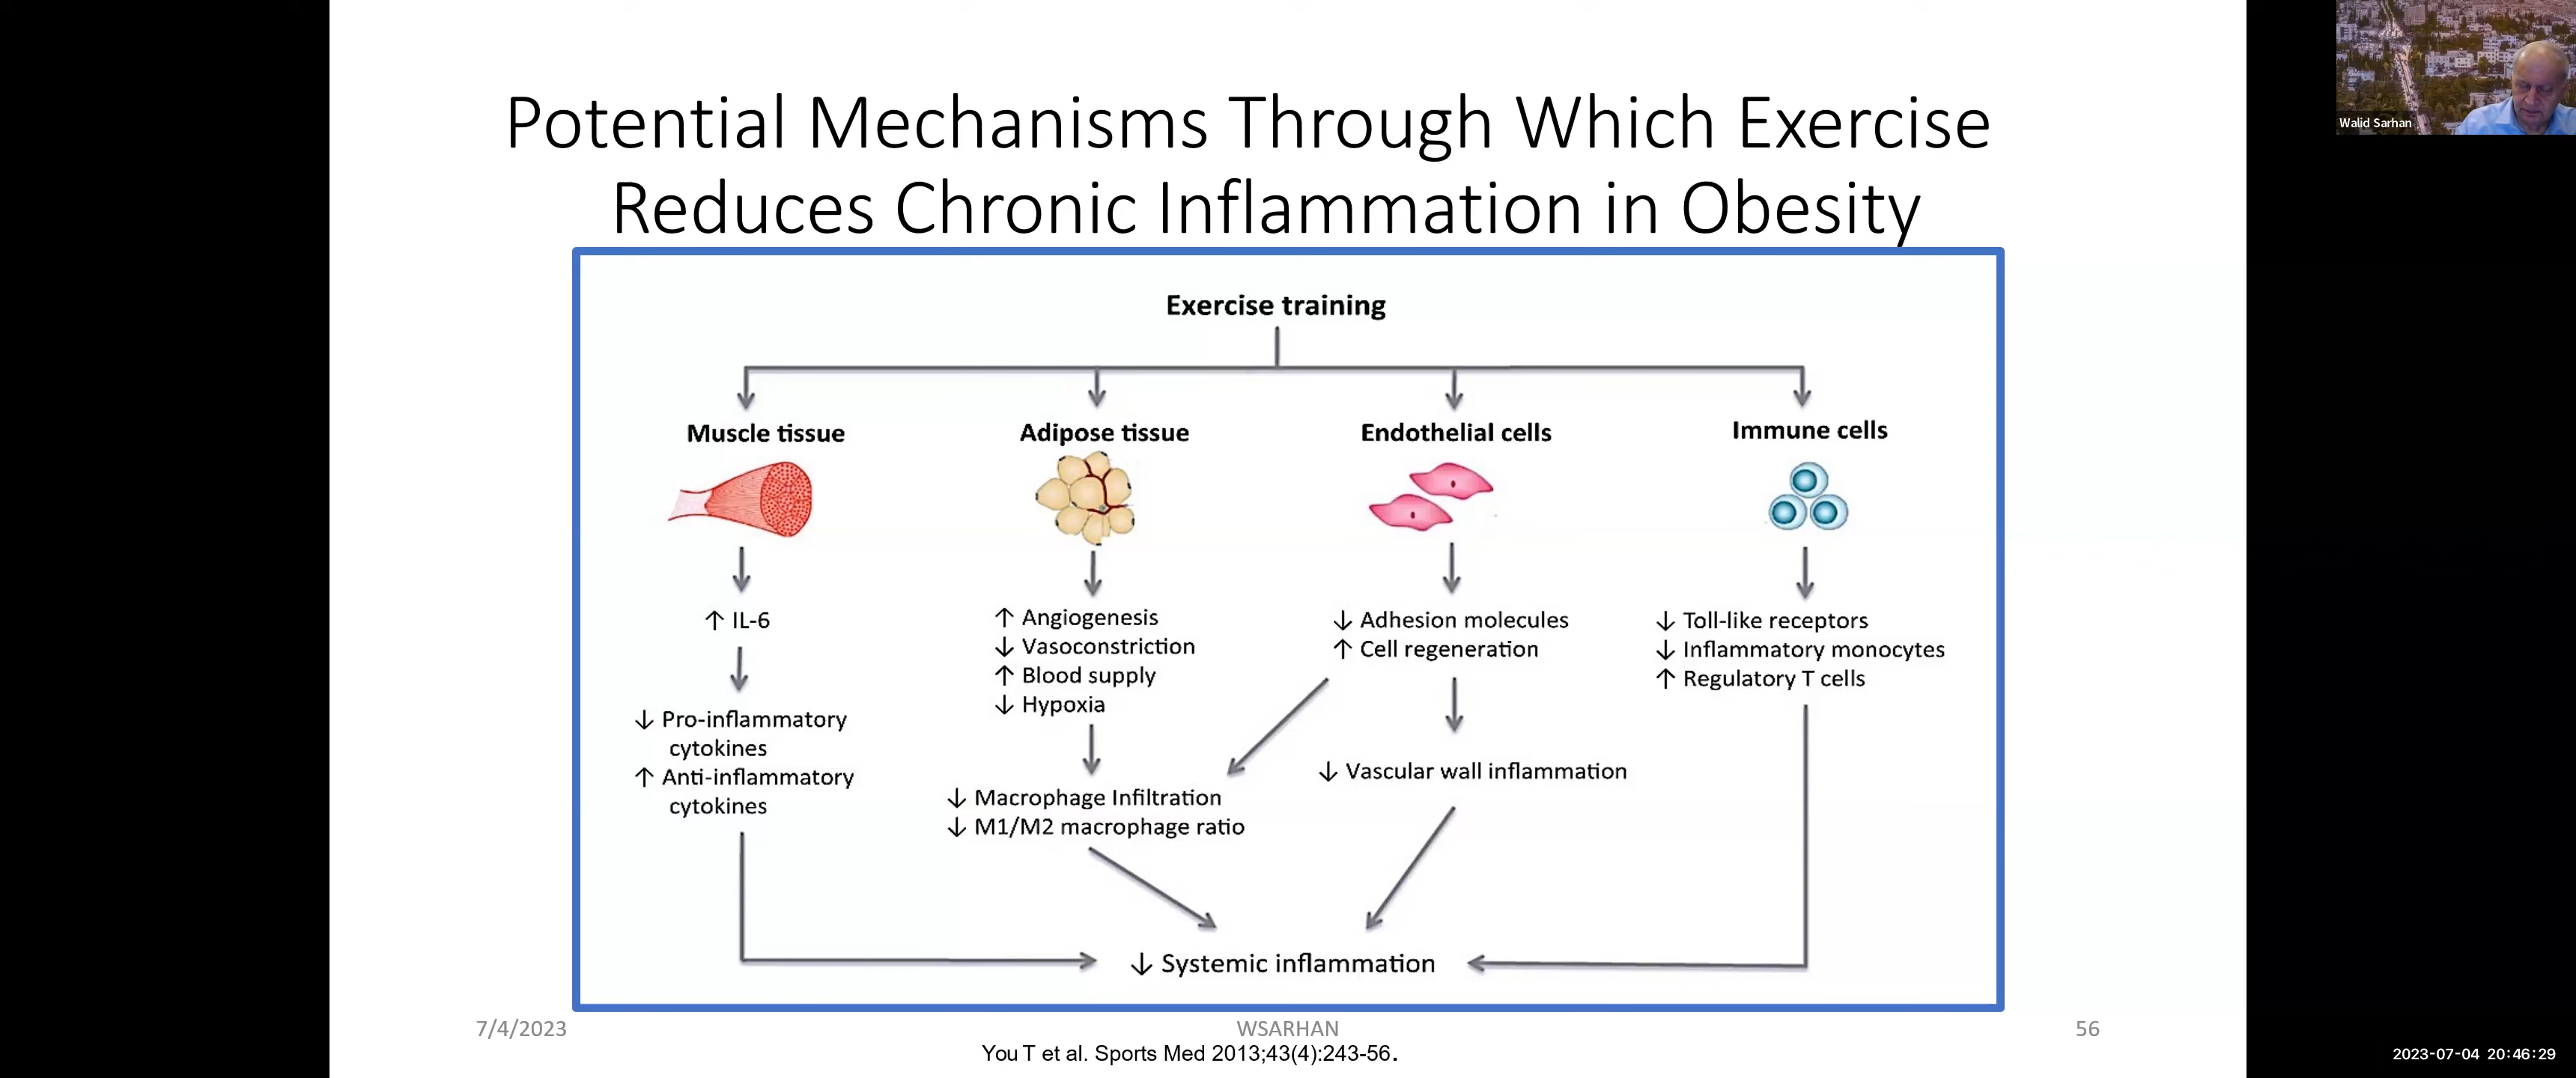 Potential Mechanisms Through Which Exercise
Reduces Chronic Inflammation in Obesity
Exercise training
Muscle tissue
↑ IL-6
↓ Pro-inflammatory
cytokines
↑ Anti-inflammatory
cytokines
Adipose tissue
↑ Angiogenesis
↓ Vasoconstriction
↑ Blood supply
↓ Hypoxia
↓ Macrophage Infiltration
↓ M1/M2 macrophage ratio
Endothelial cells
↓ Adhesion molecules
↑ Cell regeneration
↓ Vascular wall inflammation
Immune cells
↓ Toll-like receptors
↓ Inflammatory monocytes
↑ Regulatory T cells
↓ Systemic inflammation
7/4/2023
WSARHAN
56
You T et al. Sports Med 2013;43(4):243-56.
Walid Sarhan
2023-07-04 20:46:29